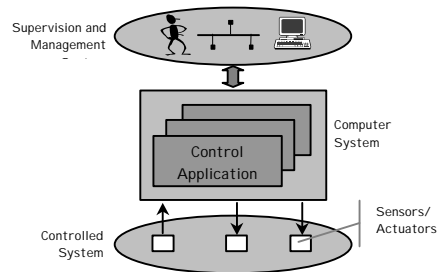 Supervision and
Management
Control
Application
Computer
System
Controlled
System
Sensors/
Actuators